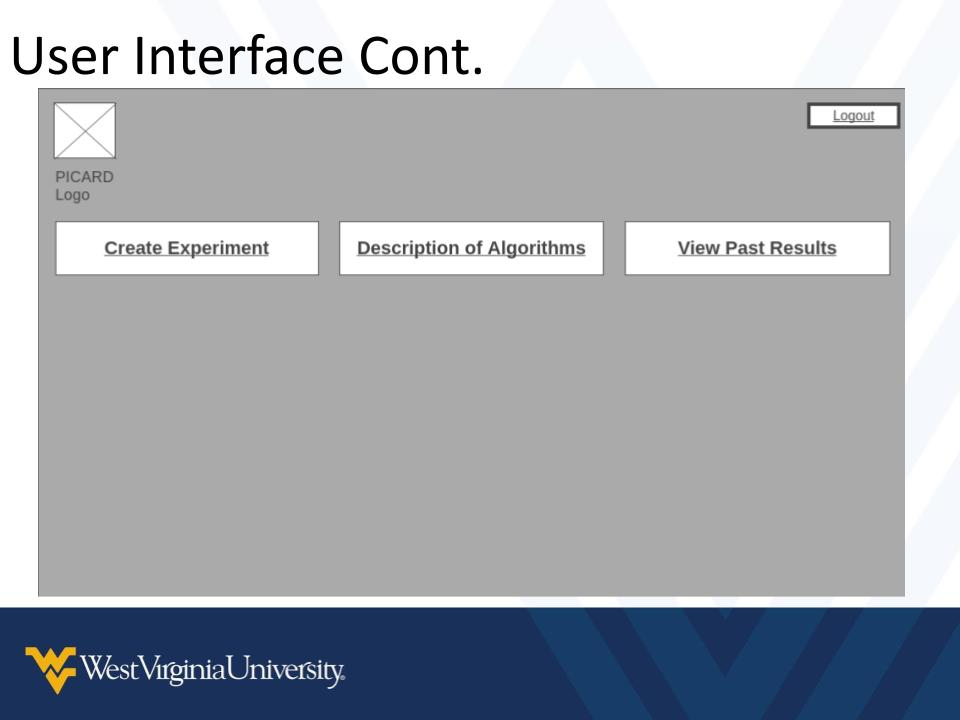 User Interface Cont.
Logout
PICARD
Logo
Create Experiment
Description of Algorithms
View Past Results
WestVirginiaUniversity®